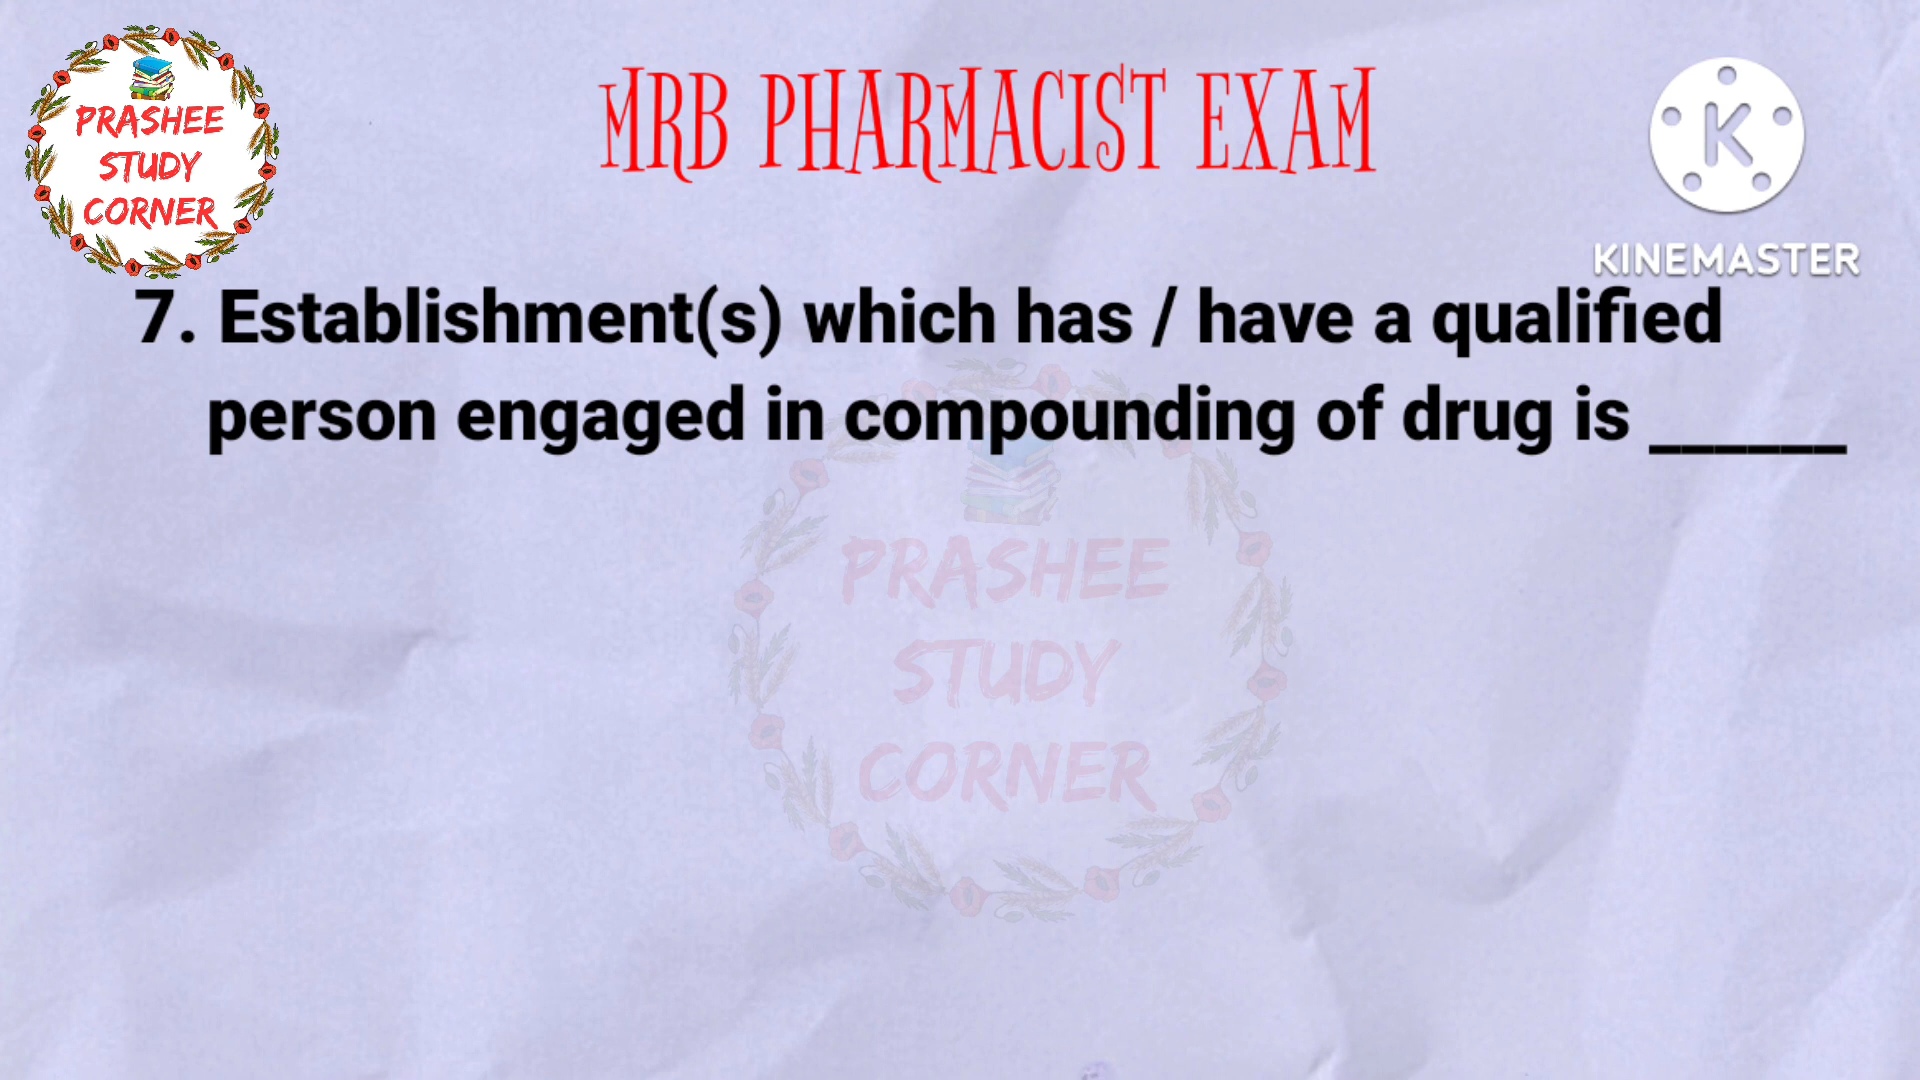 PRASHEE
STUDY
CORNER
MRB PHARMACIST EXAM
K
KINEMASTER
7. Establishment(s) which has / have a qualified
person engaged in compounding of drug is ______
PRASHEE
STUDY
CORNER